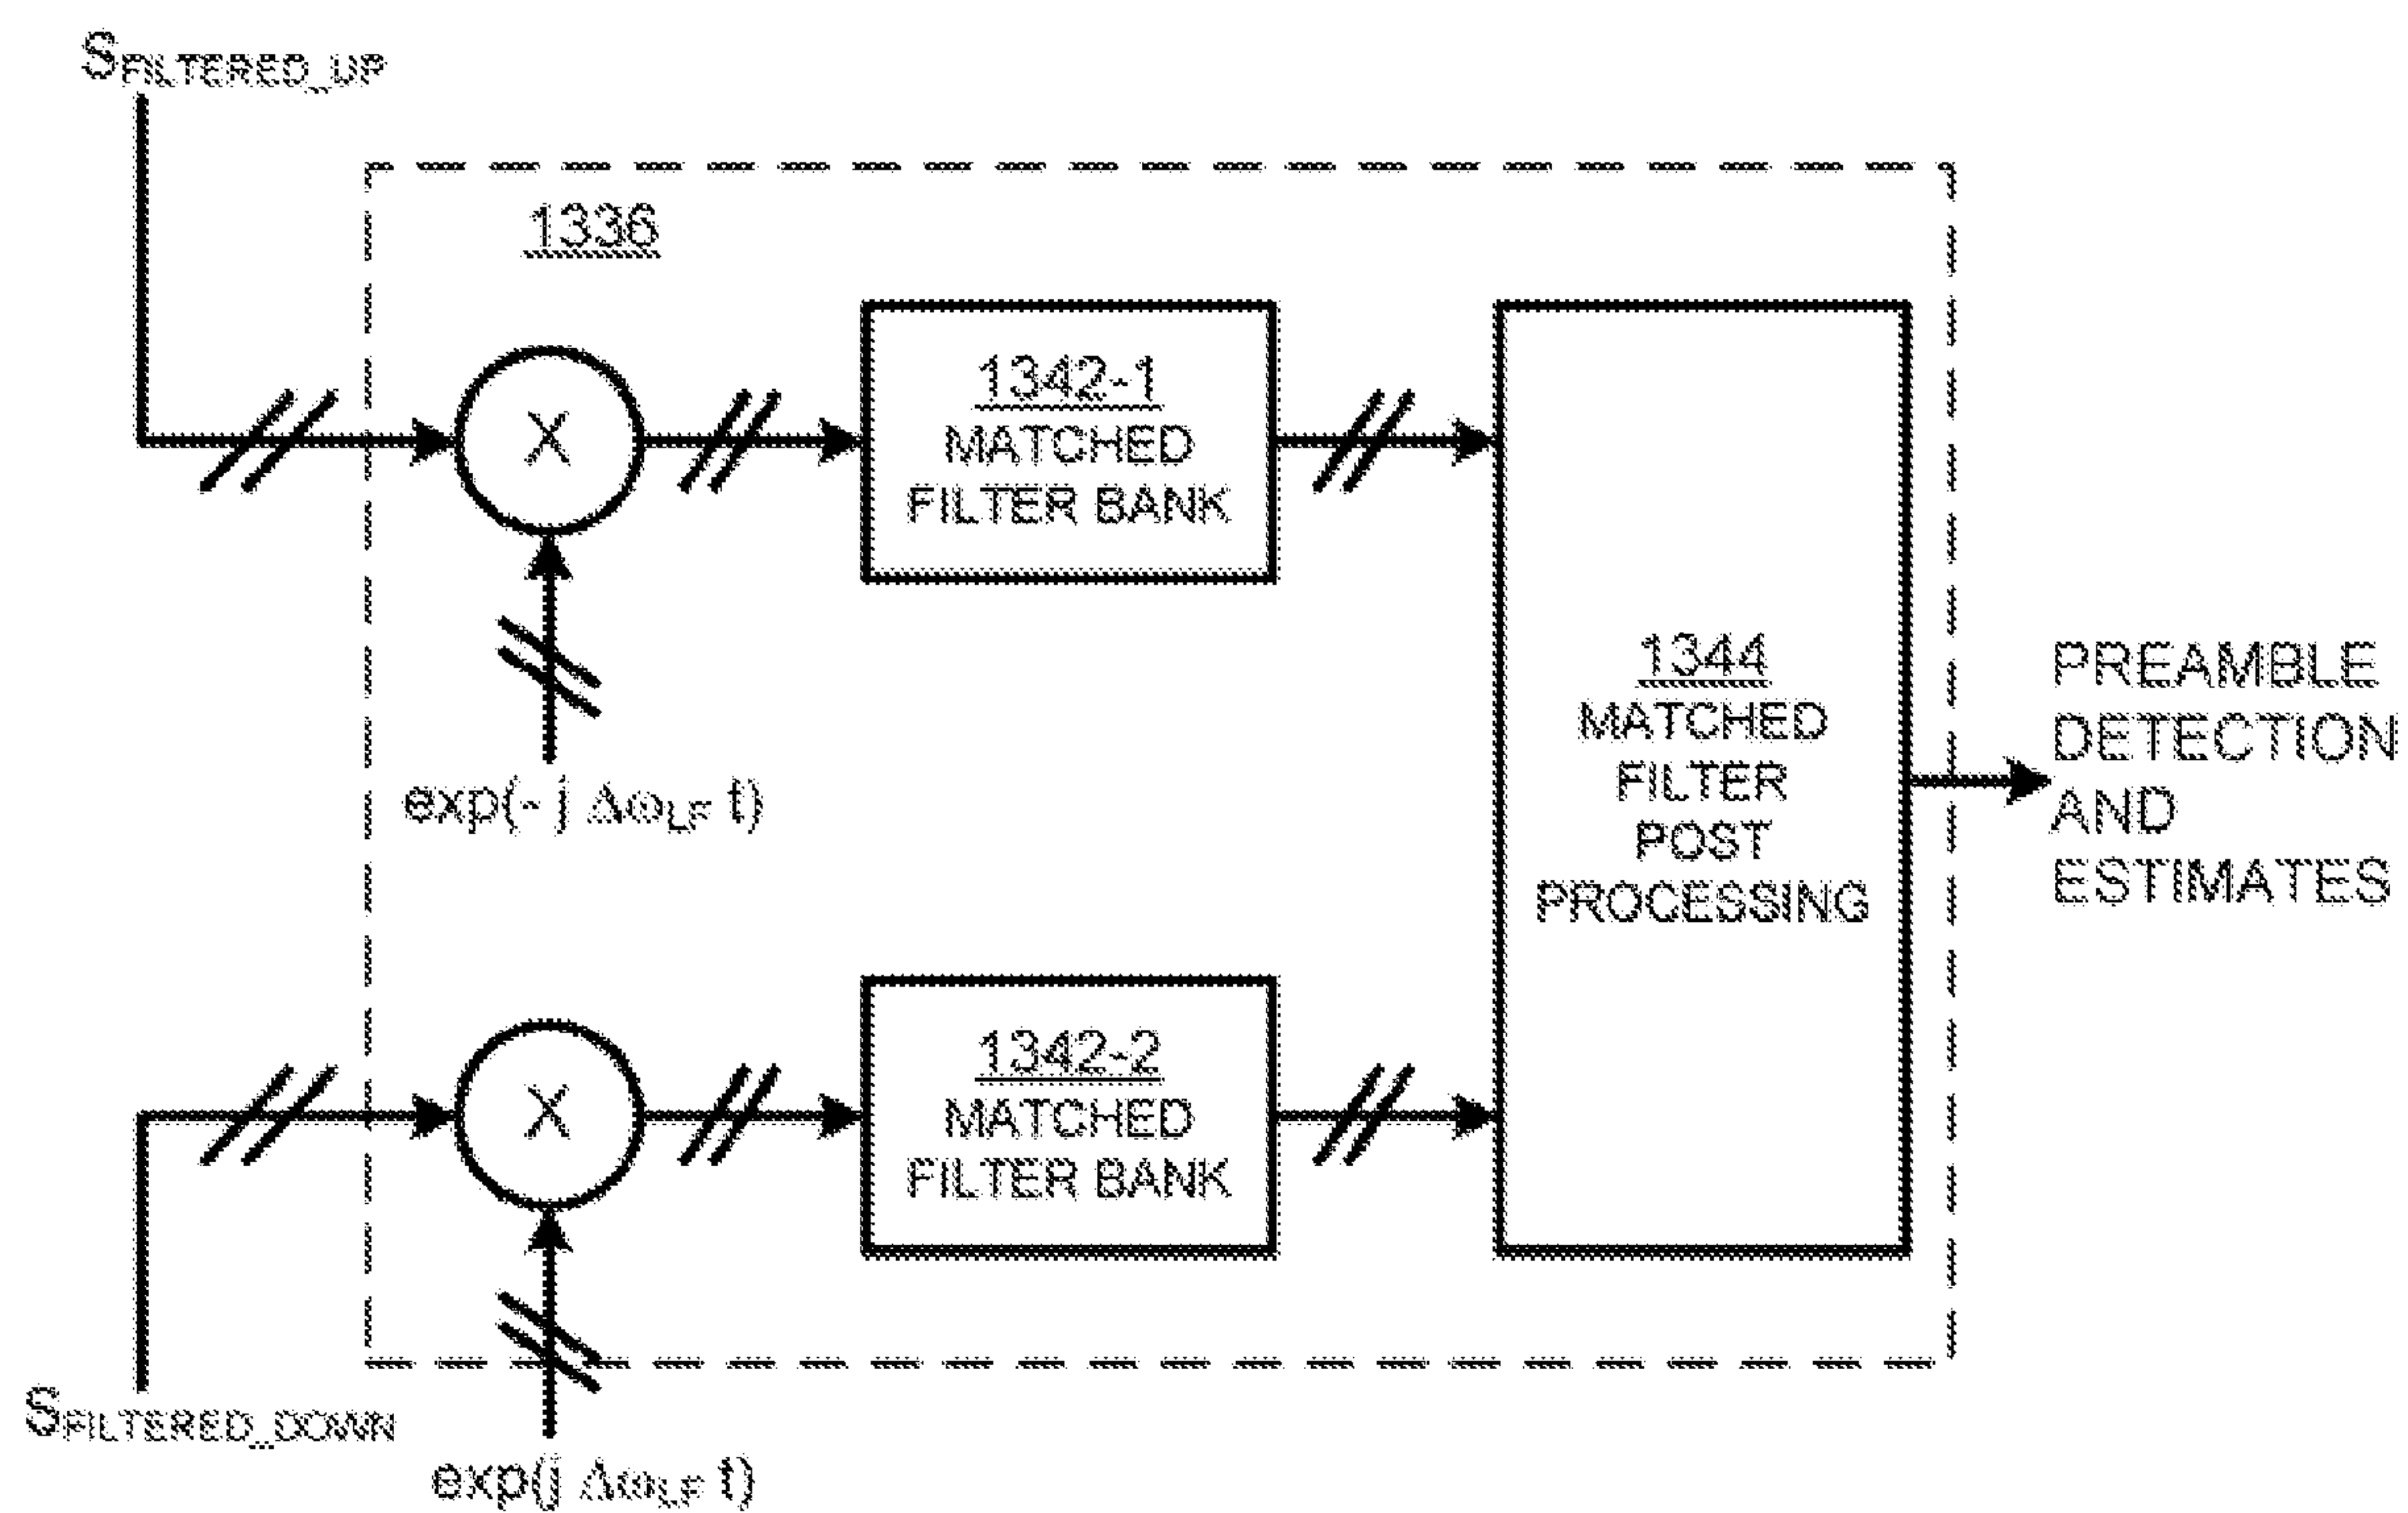 SFILTERED_UP
1336
X
1342-1
MATCHED
FILTER BANK
exp(- j ΔωLF t)
1344
MATCHED
FILTER
POST
PROCESSING
PREAMBLE
DETECTION
AND
ESTIMATES
X
1342-2
MATCHED
FILTER BANK
SFILTERED_DOWN
exp(j ΔωLF t)